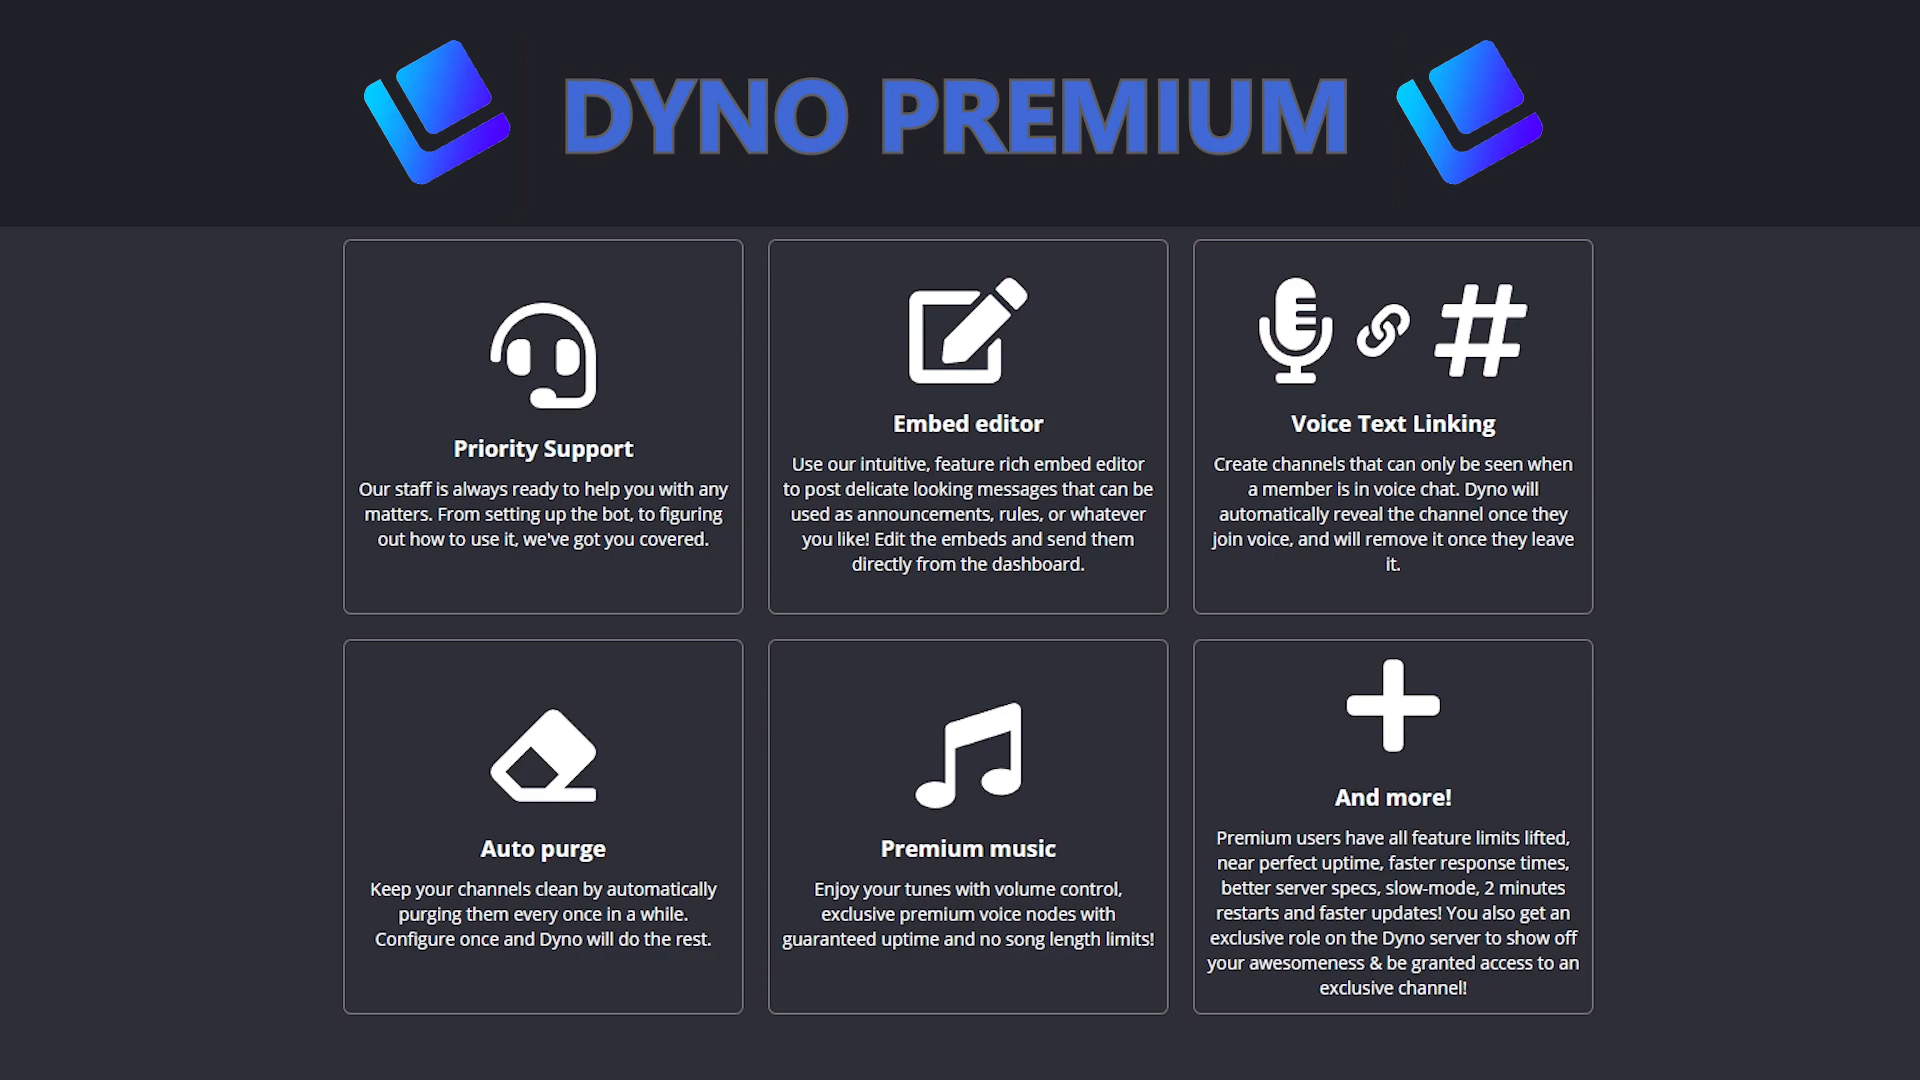 DYNO PREMIUM
Priority Support
Our staff is always ready to help you with any
matters. From setting up the bot, to figuring
out how to use it, we've got you covered.
Embed editor
Use our intuitive, feature rich embed editor
to post delicate looking messages that can be
used as announcements, rules, or whatever
you like! Edit the embeds and send them
directly from the dashboard.
Voice Text Linking
Create channels that can only be seen when
a member is in voice chat. Dyno will
automatically reveal the channel once they
join voice, and will remove it once they leave
it.
Auto purge
Keep your channels clean by automatically
purging them every once in a while.
Configure once and Dyno will do the rest.
Premium music
Enjoy your tunes with volume control,
exclusive premium voice nodes with
guaranteed uptime and no song length limits!
And more!
Premium users have all feature limits lifted,
near perfect uptime, faster response times,
better server specs, slow-mode, 2 minutes
restarts and faster updates! You also get an
exclusive role on the Dyno server to show off
your awesomeness & be granted access to an
exclusive channel!